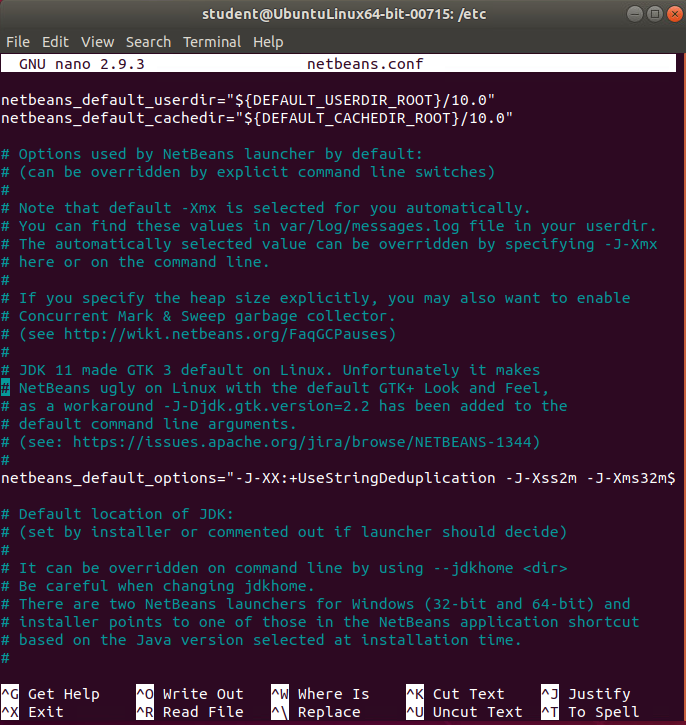 student@UbuntuLinux64-bit-00715: /etc
File Edit View Search Terminal Help
GNU nano 2.9.3 netbeans.conf
netbeans_default_userdir="${DEFAULT_USERDIR_ROOT}/10.0"
netbeans_default_cachedir="${DEFAULT_CACHEDIR_ROOT}/10.0"
# Options used by NetBeans launcher by default:
# (can be overridden by explicit command line switches)
#
# Note that default -Xmx is selected for you automatically.
# You can find these values in var/log/messages.log file in your userdir.
# The automatically selected value can be overridden by specifying -J-Xmx
# here or on the command line.
#
# If you specify the heap size explicitly, you may also want to enable
# Concurrent Mark & Sweep garbage collector.
# (see http://wiki.netbeans.org/FaqGCPauses)
#
# JDK 11 made GTK 3 default on Linux. Unfortunately it makes
# NetBeans ugly on Linux with the default GTK+ Look and Feel,
# as a workaround -J-Djdk.gtk.version=2.2 has been added to the
# default command line arguments.
# (see: https://issues.apache.org/jira/browse/NETBEANS-1344)
#
netbeans_default_options="-J-XX:+UseStringDeduplication -J-Xss2m -J-Xms32m$
# Default location of JDK:
# (set by installer or commented out if launcher should decide)
#
# It can be overridden on command line by using --jdkhome <dir>
# Be careful when changing jdkhome.
# There are two NetBeans launchers for Windows (32-bit and 64-bit) and
# installer points to one of those in the NetBeans application shortcut
# based on the Java version selected at installation time.
#
^G Get Help ^O Write Out ^W Where Is ^K Cut Text ^J Justify
^X Exit ^R Read File ^\ Replace ^U Uncut Text ^T To Spell